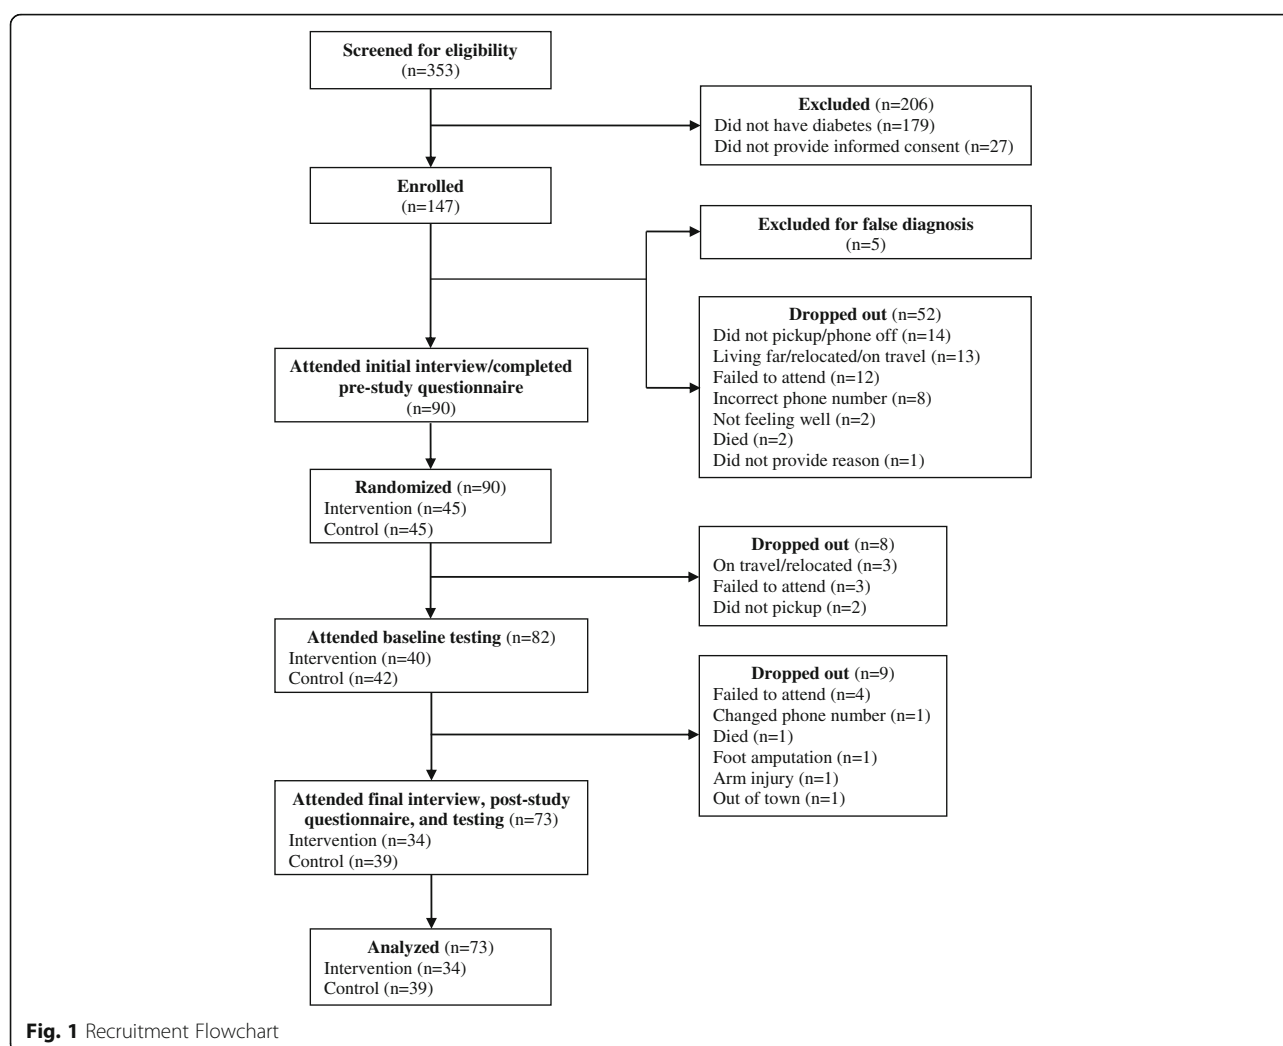 Screened for eligibility
(n=353)
Excluded (n=206)
Did not have diabetes (n=179)
Did not provide informed consent (n=27)
Enrolled
(n=147)
Excluded for false diagnosis
(n=5)
Dropped out (n=52)
Did not pickup/phone off (n=14)
Living far/relocated/on travel (n=13)
Failed to attend (n=12)
Incorrect phone number (n=8)
Not feeling well (n=2)
Died (n=2)
Did not provide reason (n=1)
Attended initial interview/completed
pre-study questionnaire
(n=90)
Randomized (n=90)
Intervention (n=45)
Control (n=45)
Dropped out (n=8)
On travel/relocated (n=3)
Failed to attend (n=3)
Did not pickup (n=2)
Attended baseline testing (n=82)
Intervention (n=40)
Control (n=42)
Dropped out (n=9)
Failed to attend (n=4)
Changed phone number (n=1)
Died (n=1)
Foot amputation (n=1)
Arm injury (n=1)
Out of town (n=1)
Attended final interview, post-study
questionnaire, and testing (n=73)
Intervention (n=34)
Control (n=39)
Analyzed (n=73)
Intervention (n=34)
Control (n=39)
Fig. 1 Recruitment Flowchart